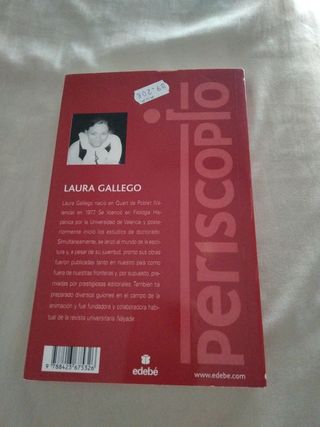 LAURA GALLEGO
Laura Gallego nació en Quart de Poblet (Va-
lencia) en 1977. Se licenció en Filología His-
pánica por la Universidad de Valencia y poste-
riormente inició los estudios de doctorado.
Simultáneamente, se lanzó al mundo de la escri-
tura y, a pesar de su juventud, pronto sus obras
fueron publicadas tanto en nuestro país como
fuera de nuestras fronteras y, por supuesto, pre-
miadas por prestigiosas editoriales. También ha
preparado diversos guiones en el campo de la
animación y fue fundadora y colaboradora habi-
tual de la revista universitaria Náyade.
periscopio
9 788423 675326
edebé
www.edebe.com